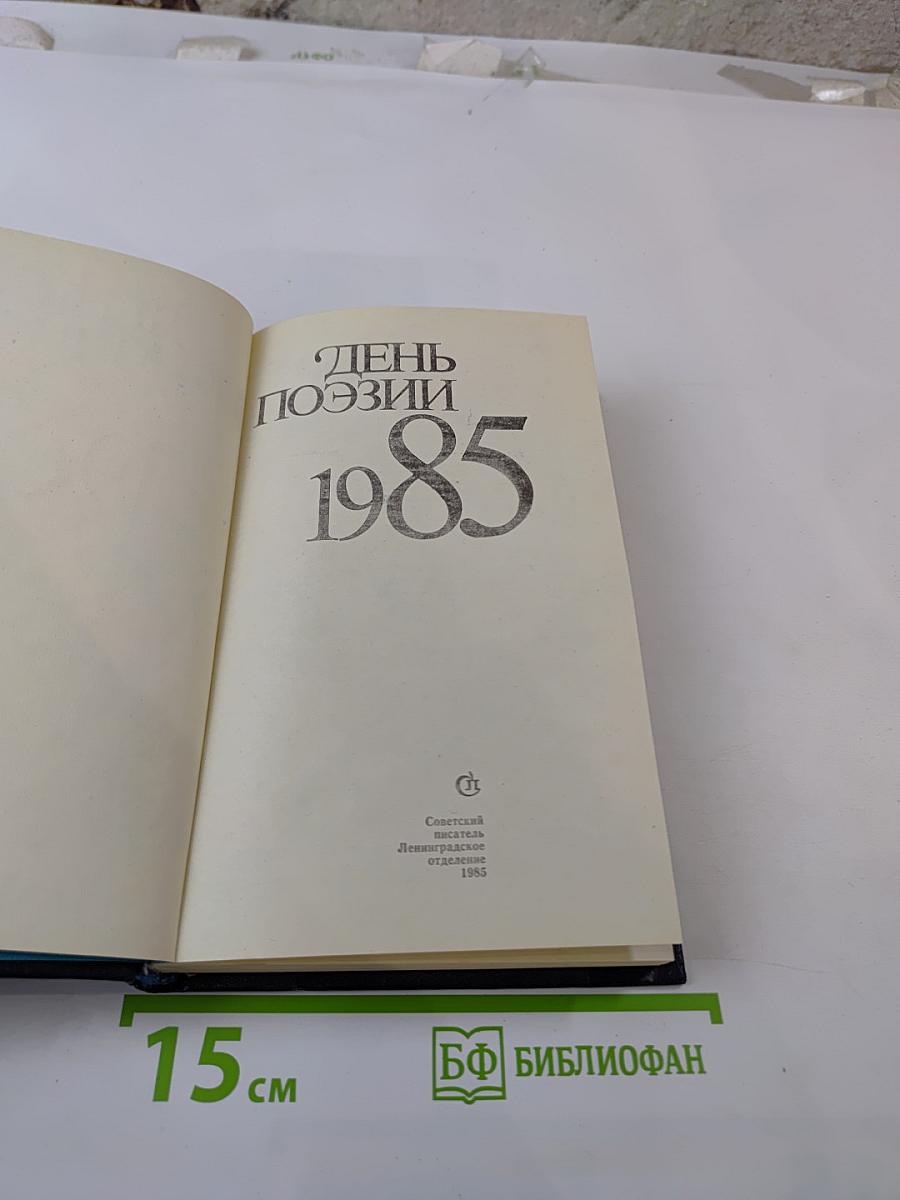 ДЕНЬ
ПОЭЗИИ
1985
СП
Советский
писатель
Ленинградское
отделение
1985
15 см
БФ БИБЛИОФАН